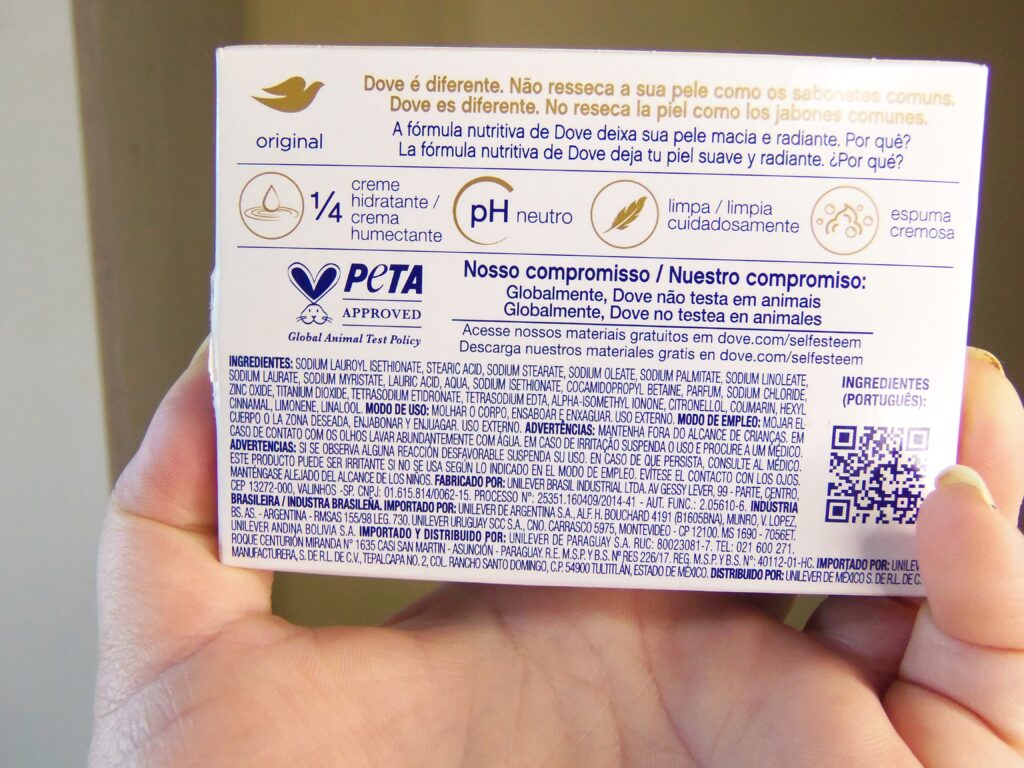 original
Dove é diferente. Não resseca a sua pele como os sabonetes comuns.
Dove es diferente. No reseca la piel como los jabones comunes.
A fórmula nutritiva de Dove deixa sua pele macia e radiante. Por quê?
La fórmula nutritiva de Dove deja tu piel suave y radiante. ¿Por qué?
1/4
creme
hidratante /
crema
humectante
pH neutro
limpa / limpia
cuidadosamente
espuma
cremosa
PETA
APPROVED
Global Animal Test Policy
Nosso compromisso / Nuestro compromiso:
Globalmente, Dove não testa em animais
Globalmente, Dove no testea en animales
Acesse nossos materiais gratuitos em dove.com/selfesteem
Descarga nuestros materiales gratis en dove.com/selfesteem
INGREDIENTES: SODIUM LAUROYL ISETHIONATE, STEARIC ACID, SODIUM STEARATE, SODIUM OLEATE, SODIUM PALMITATE, SODIUM LINOLEATE,
SODIUM LAURATE, SODIUM MYRISTATE, LAURIC ACID, AQUA, SODIUM ISETHIONATE, COCAMIDOPROPYL BETAINE, PARFUM, SODIUM CHLORIDE,
ZINC OXIDE, TITANIUM DIOXIDE, TETRASODIUM ETIDRONATE, TETRASODIUM EDTA, ALPHA-ISOMETHYL IONONE, CITRONELLOL, COUMARIN, HEXYL
CINNAMAL, LIMONENE, LINALOOL. MODO DE USO: MOLHAR O CORPO, ENSABOAR E ENXAGUAR. USO EXTERNO. MODO DE EMPLEO: MOJAR EL
CUERPO O LA ZONA DESEADA, ENJABONAR Y ENJUAGAR. USO EXTERNO. ADVERTÊNCIAS: MANTENHA FORA DO ALCANCE DE CRIANÇAS. EM
CASO DE CONTATO COM OS OLHOS LAVAR ABUNDANTEMENTE COM ÁGUA. EM CASO DE IRRITAÇÃO SUSPENDA O USO E PROCURE A UM MÉDICO.
ADVERTENCIAS: SI SE OBSERVA ALGUNA REACCIÓN DESFAVORABLE SUSPENDA SU USO. EN CASO DE QUE PERSISTA, CONSULTE AL MÉDICO.
ESTE PRODUCTO PUEDE SER IRRITANTE SI NO SE USA SEGÚN LO INDICADO EN EL MODO DE EMPLEO. EVÍTESE EL CONTACTO CON LOS OJOS.
MANTÉNGASE ALEJADO DEL ALCANCE DE LOS NIÑOS. FABRICADO POR: UNILEVER BRASIL INDUSTRIAL LTDA, AV GESSY LEVER, 99 - PARTE, CENTRO,
CEP 13272-000, VALINHOS -SP. CNPJ: 01.615.814/0062-15. PROCESSO N°: 25351.160409/2014-41 - AUT. FUNC.: 2.05610-6. INDÚSTRIA
BRASILEIRA / INDUSTRIA BRASILEÑA. IMPORTADO POR: UNILEVER DE ARGENTINA S.A., ALF. H. BOUCHARD 4191 (B1605BNA), MUNRO, V. LOPEZ,
BS. AS. - ARGENTINA - RMSAS 155/98 LEG. 730. UNILEVER URUGUAY SCC S.A., CNO. CARRASCO 5975, MONTEVIDEO - CP 12100. MS 1690 - 7056ET.
UNILEVER ANDINA BOLIVIA S.A. IMPORTADO Y DISTRIBUIDO POR: UNILEVER DE PARAGUAY S.A. RUC: 80023081-7. TEL: 021 600 271.
ROQUE CENTURIÓN MIRANDA N° 1635 CASI SAN MARTIN - ASUNCIÓN - PARAGUAY. R.E. M.S.P Y B.S. N° RES 226/17. REG. M.S.P Y B.S. N°: 40112-01-HC. IMPORTADO POR:
MANUFACTURERA, S. DE R.L. DE C.V., TEPALCAPA NO. 2, COL. RANCHO SANTO DOMINGO, C.P. 54900 TULTITLÁN, ESTADO DE MÉXICO. DISTRIBUIDO POR: UNILEVER DE MÉXICO S. DE R.L. DE C.
INGREDIENTES
(PORTUGUÊS):